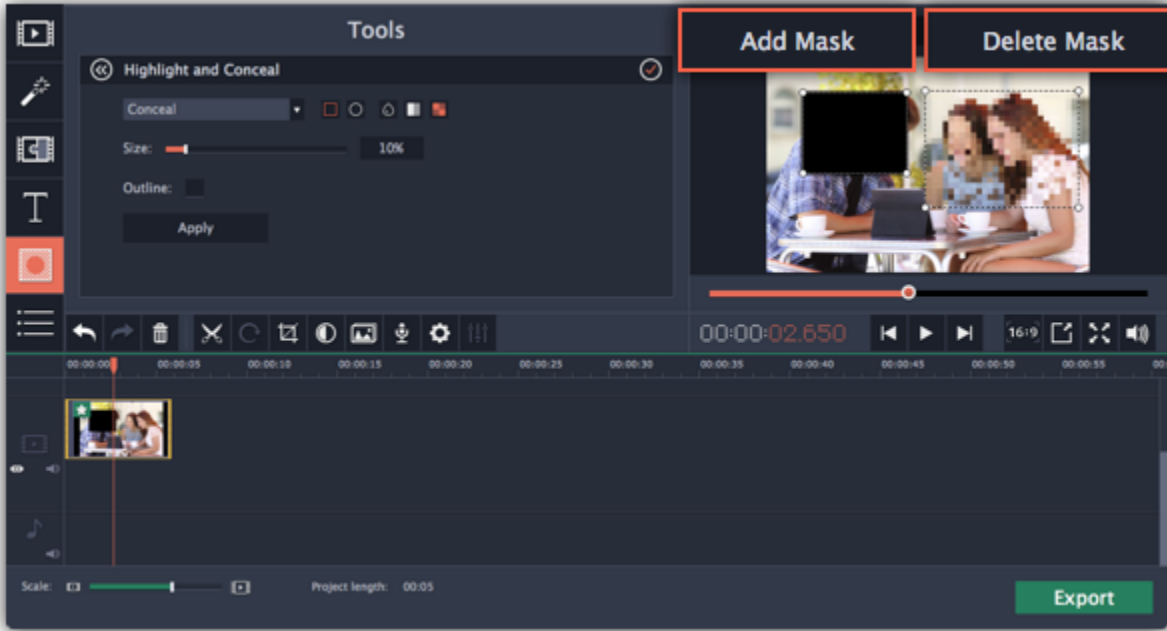 Tools
Add Mask
Delete Mask
Highlight and Conceal
Conceal
Size:
10%
Outline:
Apply
T
00:00:02.650
16:9
00:00:00
00:00:05
00:00:10
00:00:15
00:00:20
00:00:25
00:00:30
00:00:35
00:00:40
00:00:45
00:00:50
00:00:55
00:
Scale:
Project length: 00:05
Export